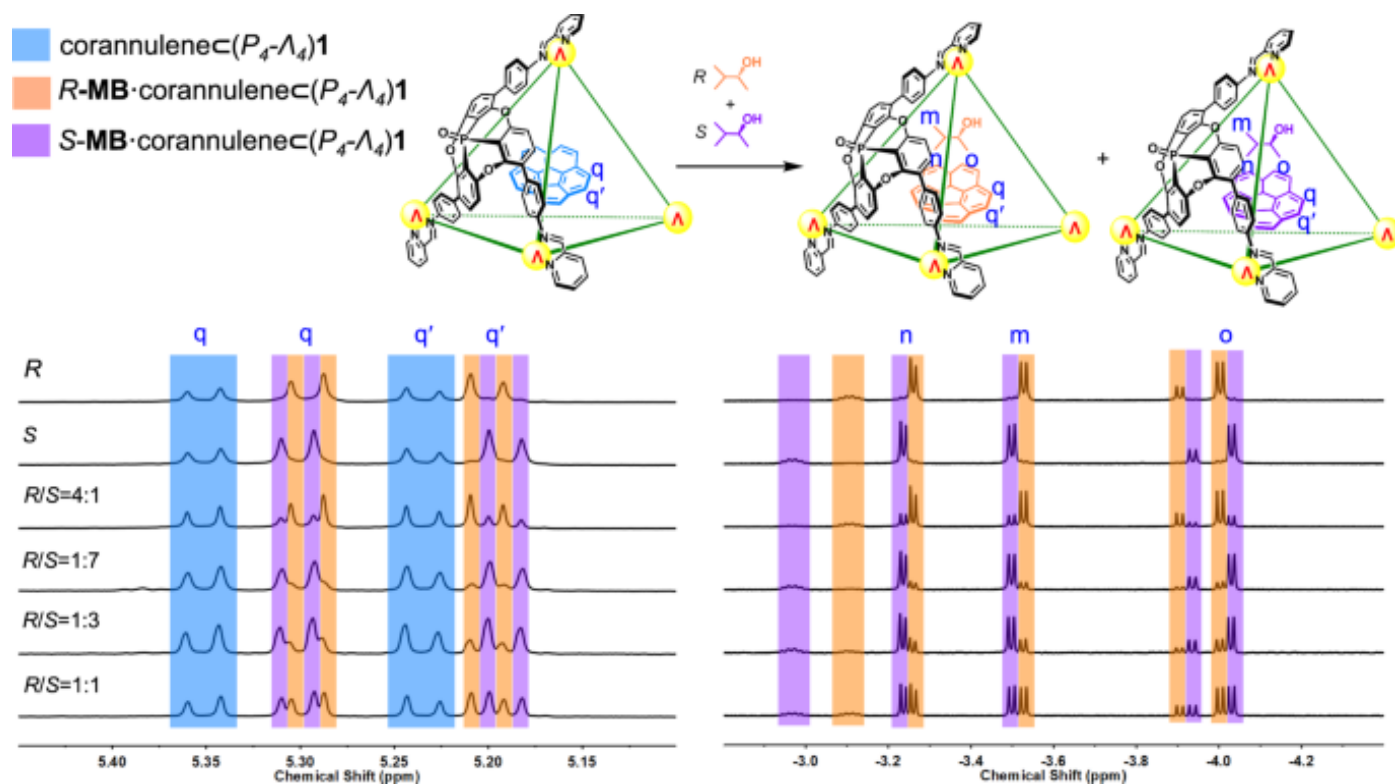 corannulene⊂(P₄-Λ₄)1
R-MB·corannulene⊂(P₄-Λ₄)1
S-MB·corannulene⊂(P₄-Λ₄)1
Λ
Λ
Λ
Λ
N
N
N
N
N
N
O
O
O
O
P
q
q′
R
OH
+
S
OH
Λ
Λ
Λ
Λ
N
N
N
N
N
N
O
O
O
O
P
m
OH
n
o
q
q′
+
Λ
Λ
Λ
Λ
N
N
N
N
N
N
O
O
O
O
P
m
OH
n
o
q
q′
q q q′ q′ n m o
R
S
R/S=4:1
R/S=1:7
R/S=1:3
R/S=1:1
5.40 5.35 5.30 5.25 5.20 5.15
Chemical Shift (ppm)
-3.0 -3.2 -3.4 -3.6 -3.8 -4.0 -4.2
Chemical Shift (ppm)